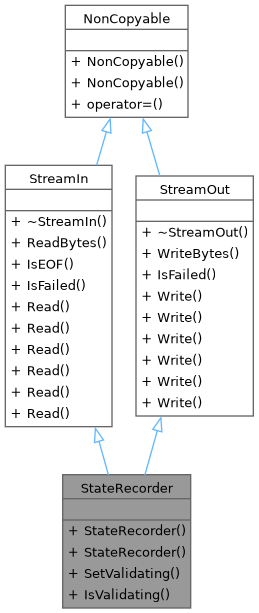 NonCopyable
+ NonCopyable()
+ NonCopyable()
+ operator=()
StreamIn
+ ~StreamIn()
+ ReadBytes()
+ IsEOF()
+ IsFailed()
+ Read()
+ Read()
+ Read()
+ Read()
+ Read()
+ Read()
StreamOut
+ ~StreamOut()
+ WriteBytes()
+ IsFailed()
+ Write()
+ Write()
+ Write()
+ Write()
+ Write()
+ Write()
StateRecorder
+ StateRecorder()
+ StateRecorder()
+ SetValidating()
+ IsValidating()